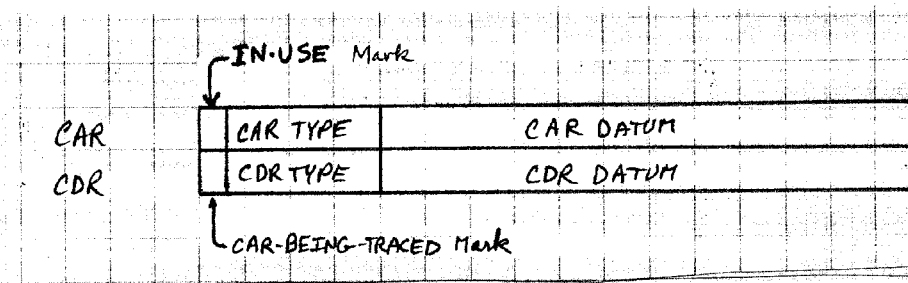 IN-USE Mark
CAR CAR TYPE CAR DATUM
CDR CDR TYPE CDR DATUM
CAR-BEING-TRACED Mark